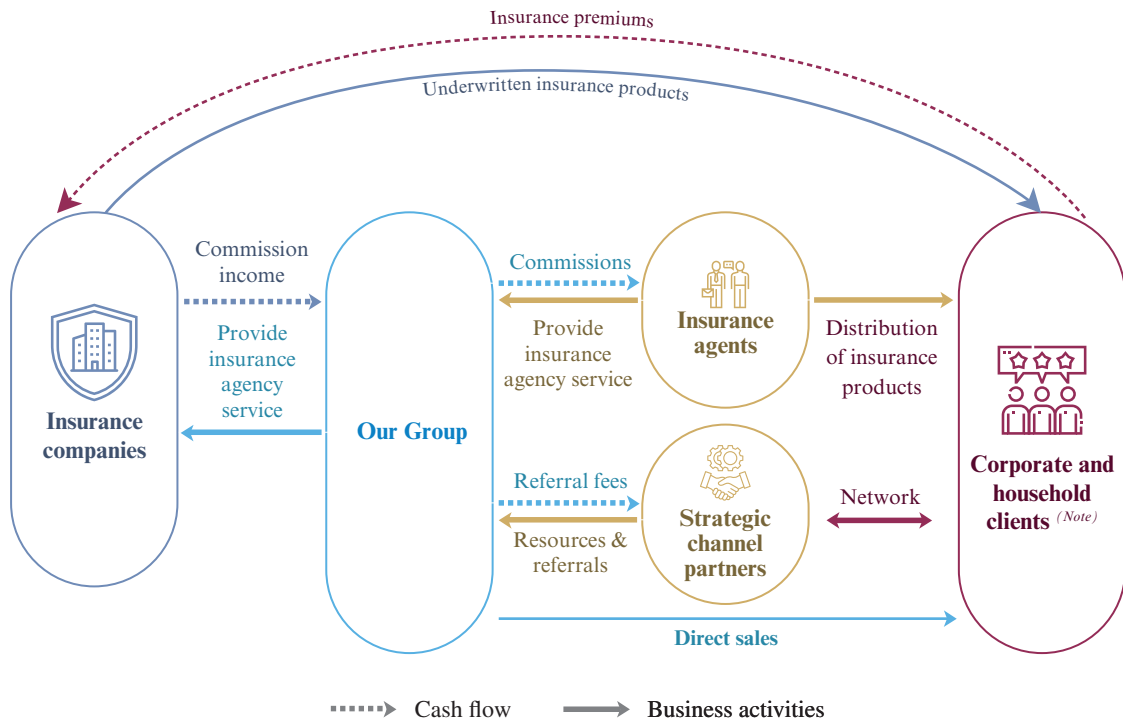 Insurance premiums
Underwritten insurance products
Commission
income
Provide
insurance
agency
service
Insurance
companies
Our Group
Commissions
Provide
insurance
agency service
Insurance
agents
Distribution
of insurance
products
Referral fees
Resources &
referrals
Strategic
channel
partners
Network
Corporate and
household
clients (Note)
Direct sales
Cash flow
Business activities